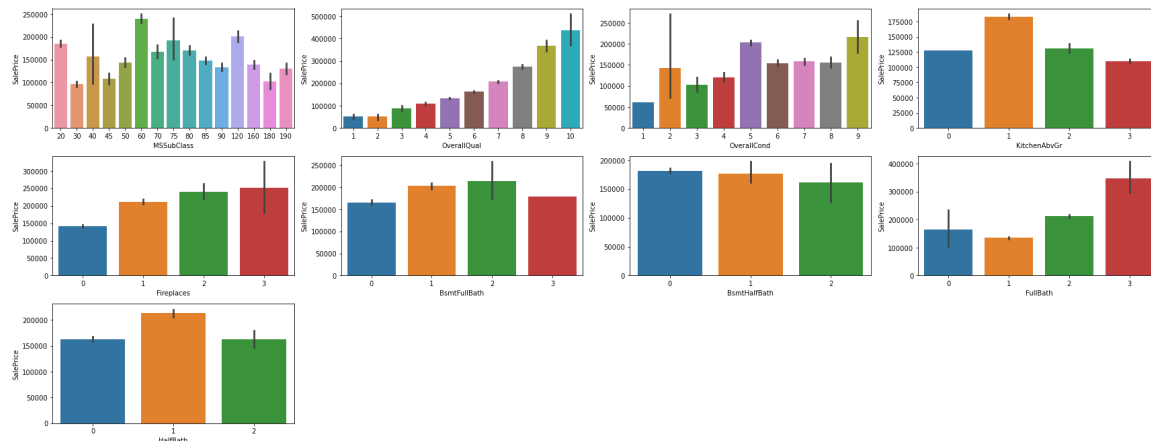 250000
200000
150000
100000
50000
0
SalePrice
20 30 40 45 50 60 70 75 80 85 90 120 160 180 190
MSSubClass
500000
400000
300000
200000
100000
0
SalePrice
1 2 3 4 5 6 7 8 9 10
OverallQual
250000
200000
150000
100000
50000
0
SalePrice
1 2 3 4 5 6 7 8 9
OverallCond
175000
150000
125000
100000
75000
50000
25000
0
SalePrice
0 1 2 3
KitchenAbvGr
300000
250000
200000
150000
100000
50000
0
SalePrice
0 1 2 3
Fireplaces
250000
200000
150000
100000
50000
0
SalePrice
0 1 2 3
BsmtFullBath
200000
150000
100000
50000
0
SalePrice
0 1 2
BsmtHalfBath
400000
300000
200000
100000
0
SalePrice
0 1 2 3
FullBath
200000
150000
100000
50000
0
SalePrice
0 1 2
HalfBath